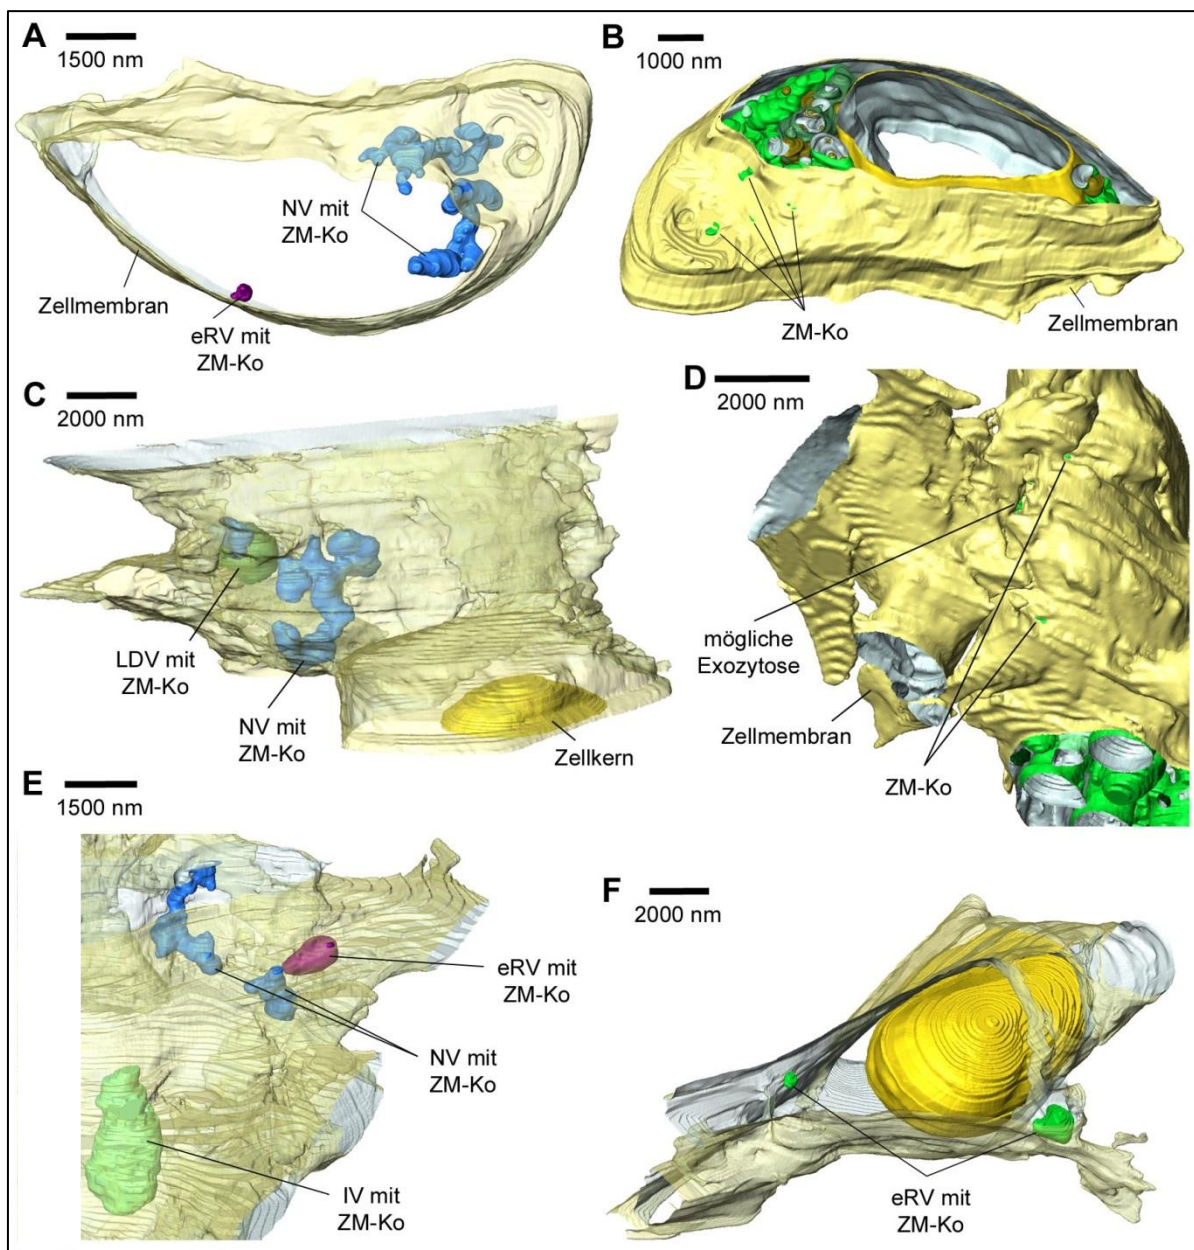 A
1500 nm
NV mit
ZM-Ko
Zellmembran
eRV mit
ZM-Ko
B
1000 nm
ZM-Ko
Zellmembran
C
2000 nm
LDV mit
ZM-Ko
NV mit
ZM-Ko
Zellkern
D
2000 nm
mögliche
Exozytose
Zellmembran
ZM-Ko
E
1500 nm
eRV mit
ZM-Ko
NV mit
ZM-Ko
IV mit
ZM-Ko
F
2000 nm
eRV mit
ZM-Ko